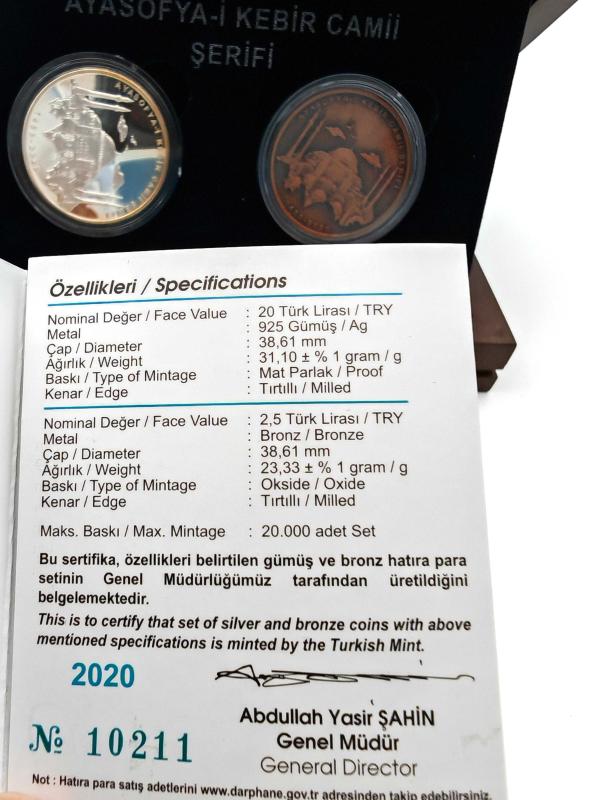 AYASOFYA-İ KEBİR CAMİİ
ŞERİFİ
AYASOFYA-İ KEBİR CAMİİ
Özellikleri / Specifications
Nominal Değer / Face Value : 20 Türk Lirası / TRY
Metal : 925 Gümüş / Ag
Çap / Diameter : 38,61 mm
Ağırlık / Weight : 31,10 ± % 1 gram / g
Baskı / Type of Mintage : Mat Parlak / Proof
Kenar / Edge : Tırtıllı / Milled
Nominal Değer / Face Value : 2,5 Türk Lirası / TRY
Metal : Bronz / Bronze
Çap / Diameter : 38,61 mm
Ağırlık / Weight : 23,33 ± % 1 gram / g
Baskı / Type of Mintage : Okside / Oxide
Kenar / Edge : Tırtıllı / Milled
Maks. Baskı / Max. Mintage : 20.000 adet Set
Bu sertifika, özellikleri belirtilen gümüş ve bronz hatıra para
setinin Genel Müdürlüğümüz tarafından üretildiğini
belgelemektedir.
This is to certify that set of silver and bronze coins with above
mentioned specifications is minted by the Turkish Mint.
2020
Abdullah Yasir ŞAHİN
Genel Müdür
General Director
№ 10211
Not : Hatıra para satış adetlerini www.darphane.gov.tr adresinden takip edebilirsiniz.